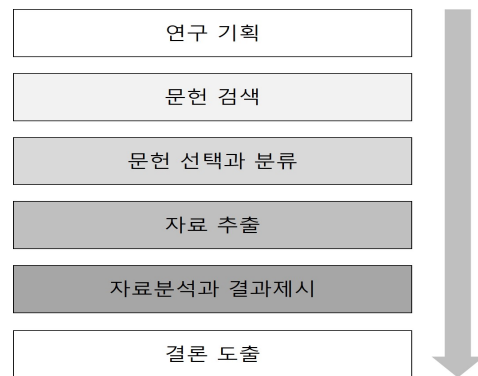 연구 기획
문헌 검색
문헌 선택과 분류
자료 추출
자료분석과 결과제시
결론 도출